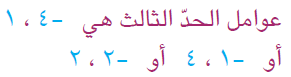 عوامل الحدّ الثالث هي -٤ ، ١
أو -١ ، ٤ أو -٢ ، ٢